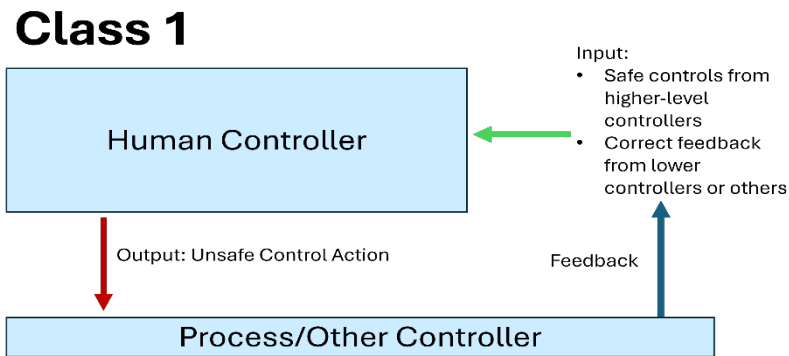 Class 1
Input:
• Safe controls from
higher-level
controllers
• Correct feedback
from lower
controllers or others
Human Controller
Output: Unsafe Control Action
Feedback
Process/Other Controller